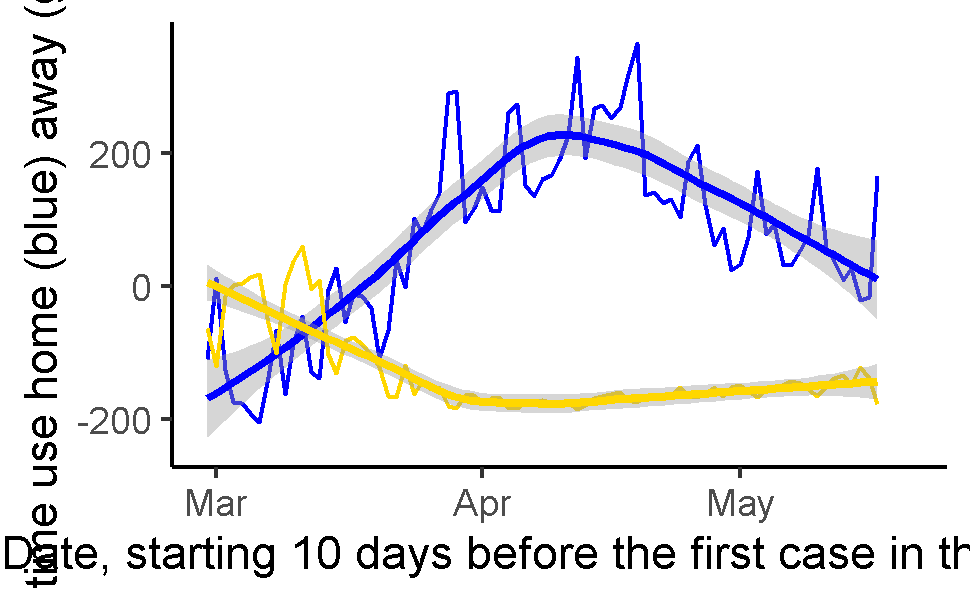 time use home (blue) away (
200
0
-200
Mar Apr May
Date, starting 10 days before the first case in th